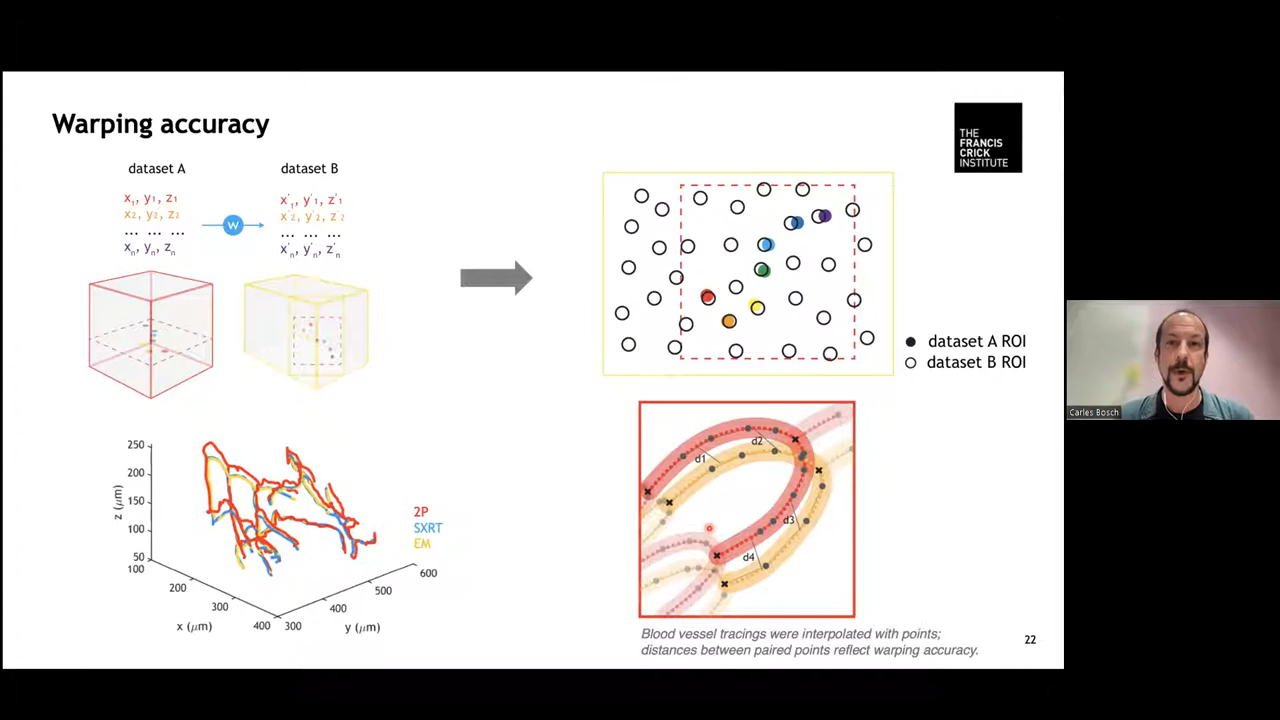 Warping accuracy
THE
FRANCIS
CRICK
INSTITUTE
dataset A
dataset B
x₁, y₁, z₁
x₂, y₂, z₂
... ... ...
xₙ, yₙ, zₙ
w
x'₁, y'₁, z'₁
x'₂, y'₂, z'₂
... ... ...
x'ₙ, y'ₙ, z'ₙ
dataset A ROI
dataset B ROI
Carles Bosch
250
200
150
100
50
z (μm)
100
200
300
400
x (μm)
300
400
500
600
y (μm)
2P
SXRT
EM
d1
d2
d3
d4
Blood vessel tracings were interpolated with points;
distances between paired points reflect warping accuracy.
22